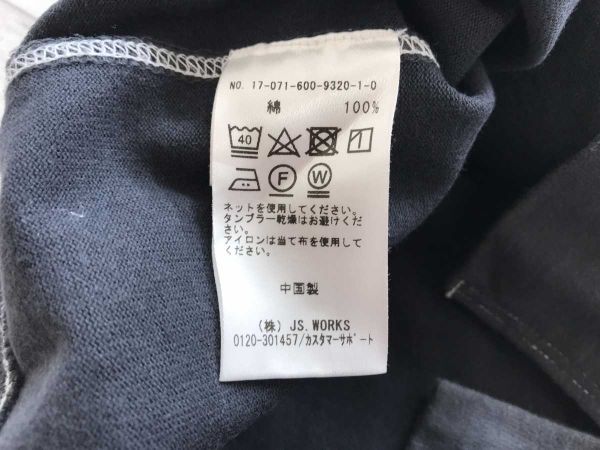 NO. 17-071-600-9320-1-0
綿 100%
40
F W
ネットを使用してください。
タンブラー乾燥はお避けくださ
い。
アイロンは当て布を使用して
ください。
中国製
(株) JS.WORKS
0120-301457/カスタマーサポート